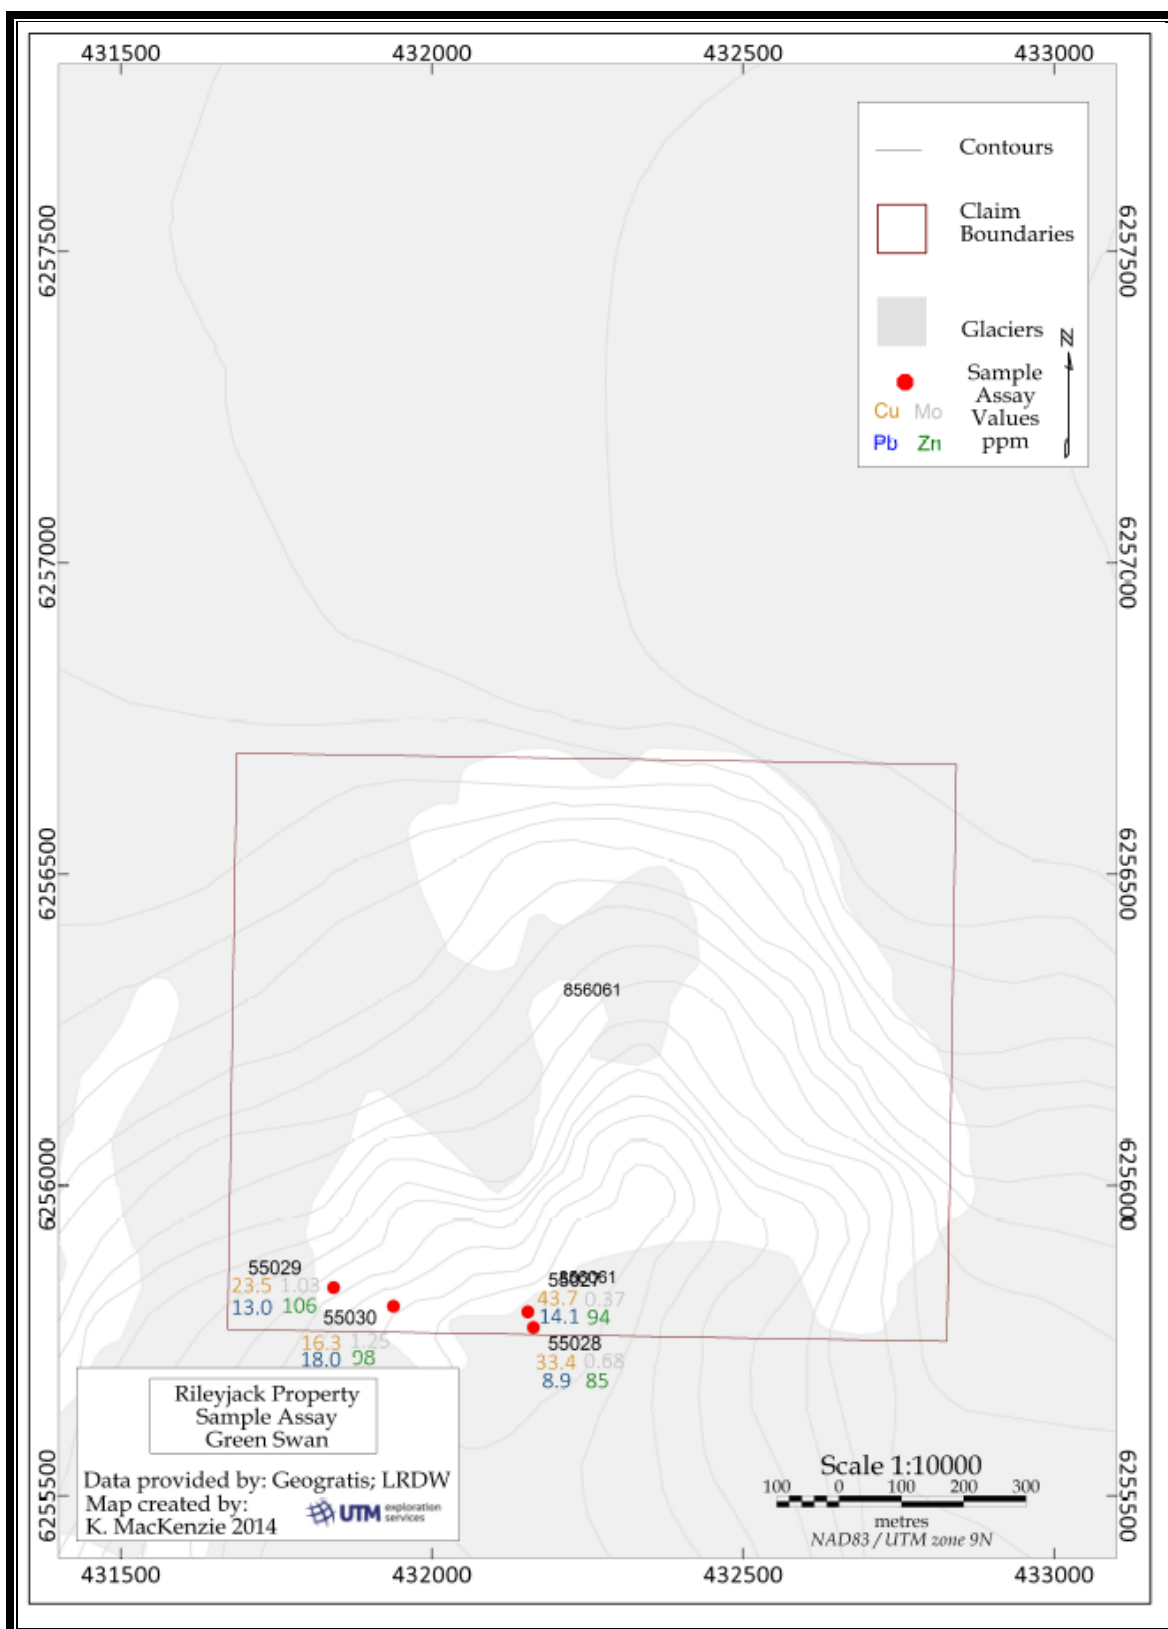 431500 432000 432500 433000
Contours
Claim
Boundaries
Glaciers
N
Sample
Assay
Values
ppm
Cu Mo
Pb Zn
6257500 6257500
6257000 6257000
6256500 6256500
856061
6256000 6256000
55029
23.5 1.03
13.0 106
55030
16.3 1.25
18.0 98
856061
55027
43.7 0.37
14.1 94
55028
33.4 0.68
8.9 85
Rileyjack Property
Sample Assay
Green Swan
Data provided by: Geogratis; LRDW
Map created by:
K. MacKenzie 2014
UTM exploration
services
Scale 1:10000
100 0 100 200 300
metres
NAD83 / UTM zone 9N
6255500 6255500
431500 432000 432500 433000